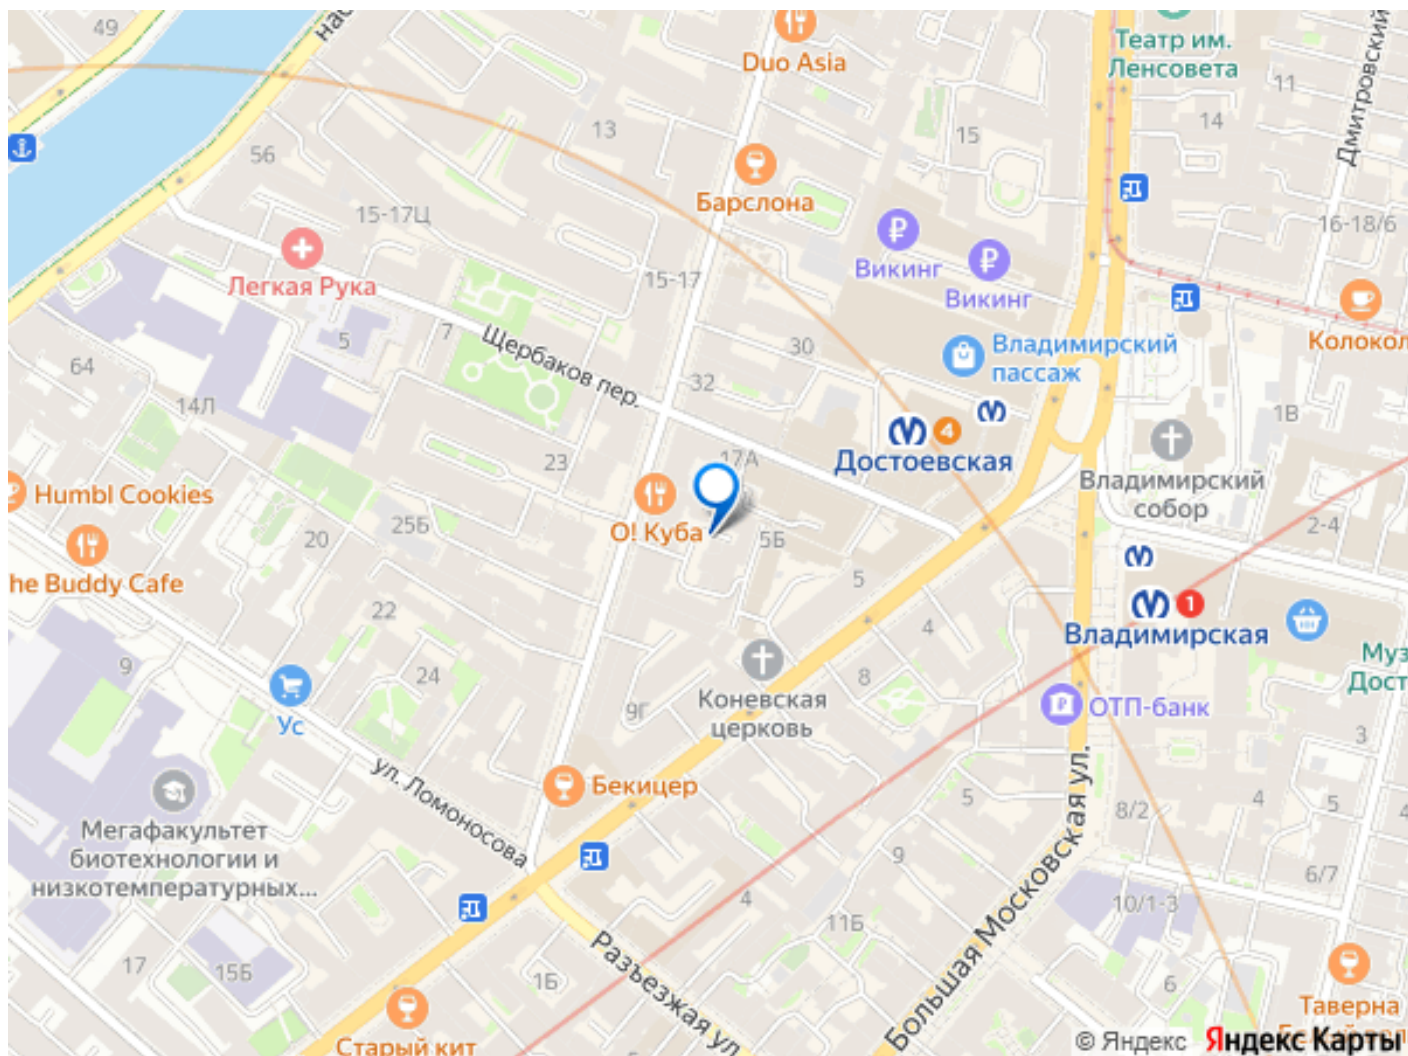 49
наб
Duo Asia
Театр им.
Ленсовета
11
Дмитровский
13
15
14
56
Барслона
15-17Ц
16-18/6
Легкая Рука
15-17
Викинг
Викинг
Колокол
5
7
Щербаков пер.
30
Владимирский
пассаж
64
32
14Л
1В
4
Достоевская
23
17А
Владимирский
собор
Humbl Cookies
О! Куба
25Б
20
5Б
2-4
he Buddy Cafe
5
22
1
Владимирская
4
Муз
Дост
9
24
8
Коневская
церковь
9Г
ОТП-банк
Ус
3
ул. Ломоносова
Бекицер
5
8/2
4
5
4
Мегафакультет
биотехнологии и
низкотемпературных...
9
6/7
Большая Московская ул.
4
10/1-3
11Б
17
15Б
Разъезжая ул
1Б
6
Таверна
Старый кит
© Яндекс Яндекс Карты